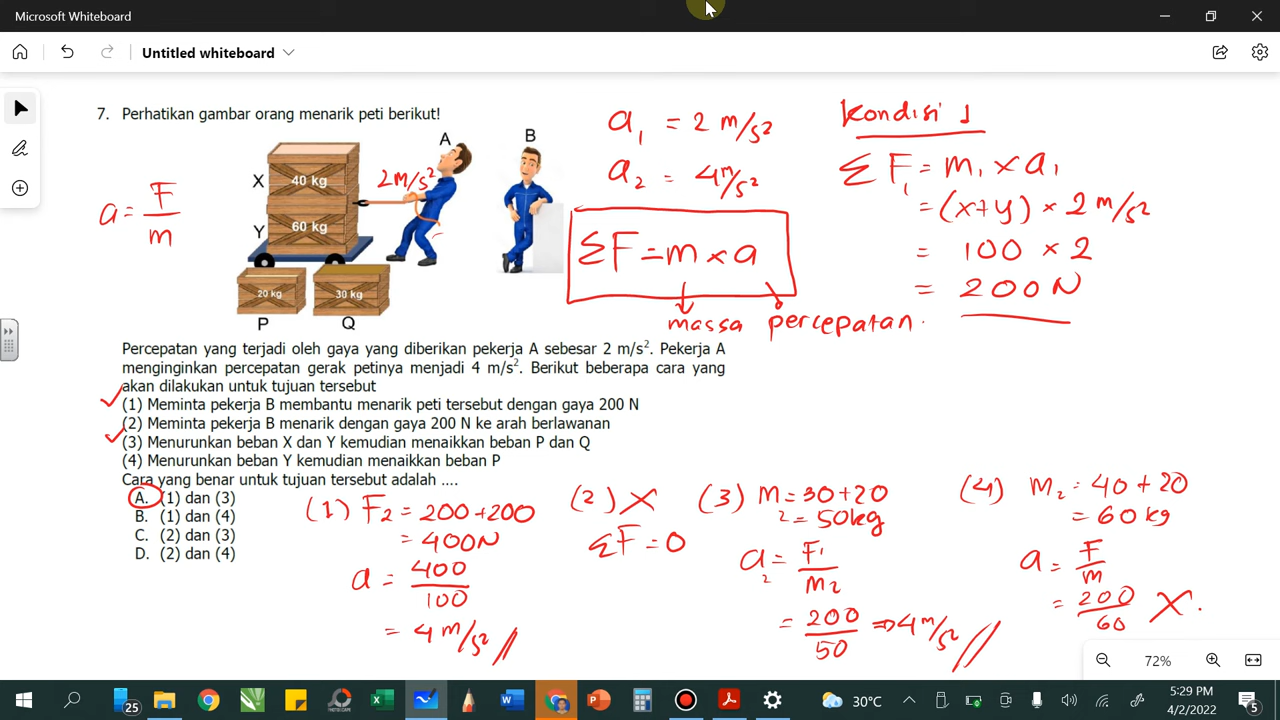 Microsoft Whiteboard
Untitled whiteboard
7. Perhatikan gambar orang menarik peti berikut!
A
B
X
40 kg
2 m/s²
Y
60 kg
20 kg
30 kg
P
Q
a = F/m
a₁ = 2 m/s²
a₂ = 4 m/s²
ΣF = m × a
massa percepatan.
Kondisi 1
ΣF₁ = m₁ × a₁
= (x+y) × 2 m/s²
= 100 × 2
= 200 N
Percepatan yang terjadi oleh gaya yang diberikan pekerja A sebesar 2 m/s². Pekerja A
menginginkan percepatan gerak petinya menjadi 4 m/s². Berikut beberapa cara yang
akan dilakukan untuk tujuan tersebut
(1) Meminta pekerja B membantu menarik peti tersebut dengan gaya 200 N
(2) Meminta pekerja B menarik dengan gaya 200 N ke arah berlawanan
(3) Menurunkan beban X dan Y kemudian menaikkan beban P dan Q
(4) Menurunkan beban Y kemudian menaikkan beban P
Cara yang benar untuk tujuan tersebut adalah ....
A. (1) dan (3)
B. (1) dan (4)
C. (2) dan (3)
D. (2) dan (4)
(1) F₂ = 200 + 200
= 400 N
a = 400/100
= 4 m/s² //
(2) X
ΣF = 0
(3) m₂ = 30 + 20
= 50 kg
a₂ = F₁/m₂
= 200/50 ⇒ 4 m/s² //
(4) m₂ = 40 + 20
= 60 kg
a = F/m
= 200/60 X.
72%
25
30°C
5:29 PM
4/2/2022
5